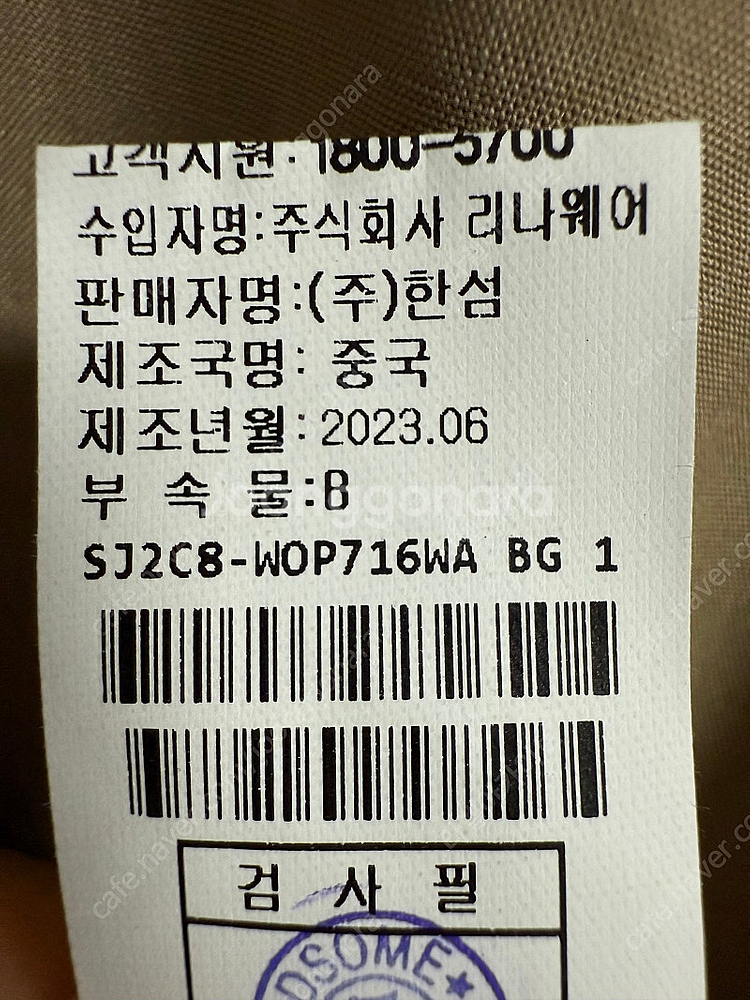 고객지원:1800-5700
수입자명:주식회사 리나웨어
판매자명:(주)한섬
제조국명: 중국
제조년월:2023.06
부 속 물:B
SJ2C8-WOP716WA BG 1
검 사 필
DSOME★